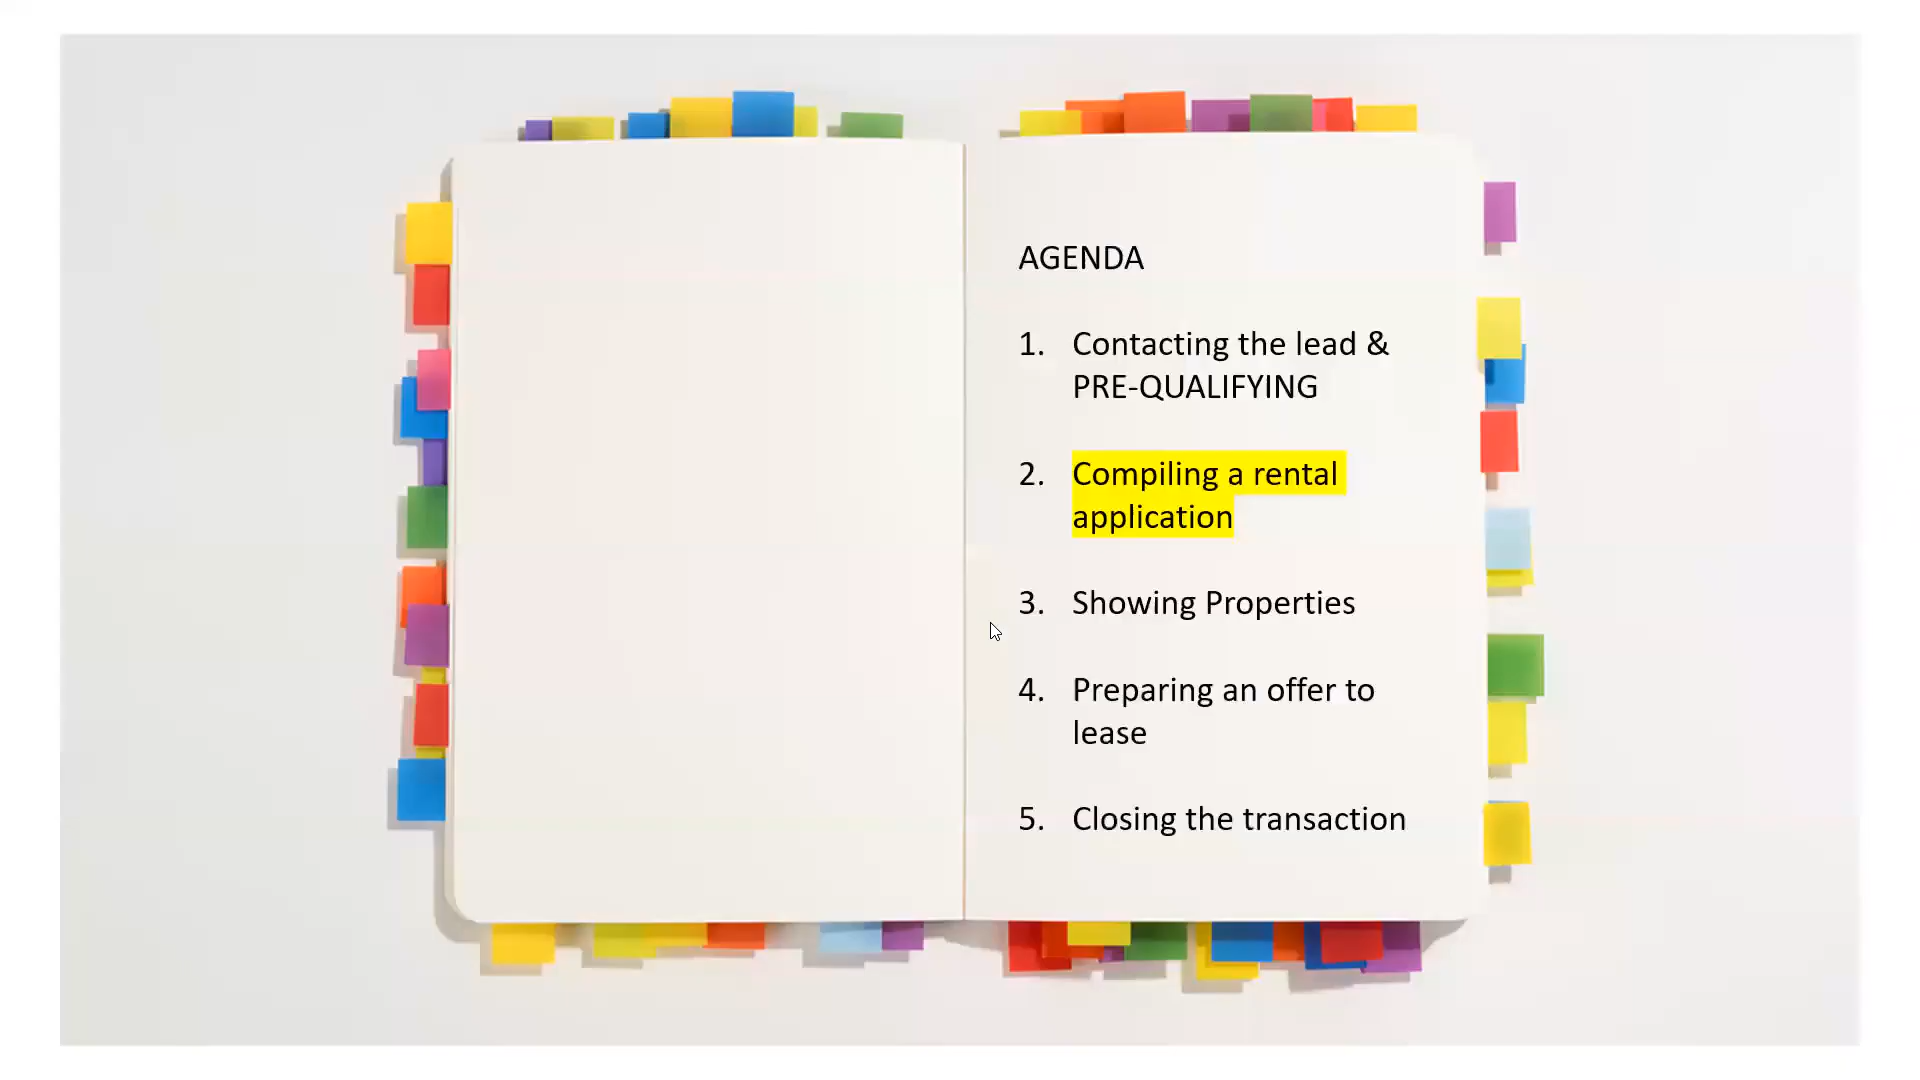 AGENDA
1. Contacting the lead &
PRE-QUALIFYING
2. Compiling a rental
application
3. Showing Properties
4. Preparing an offer to
lease
5. Closing the transaction